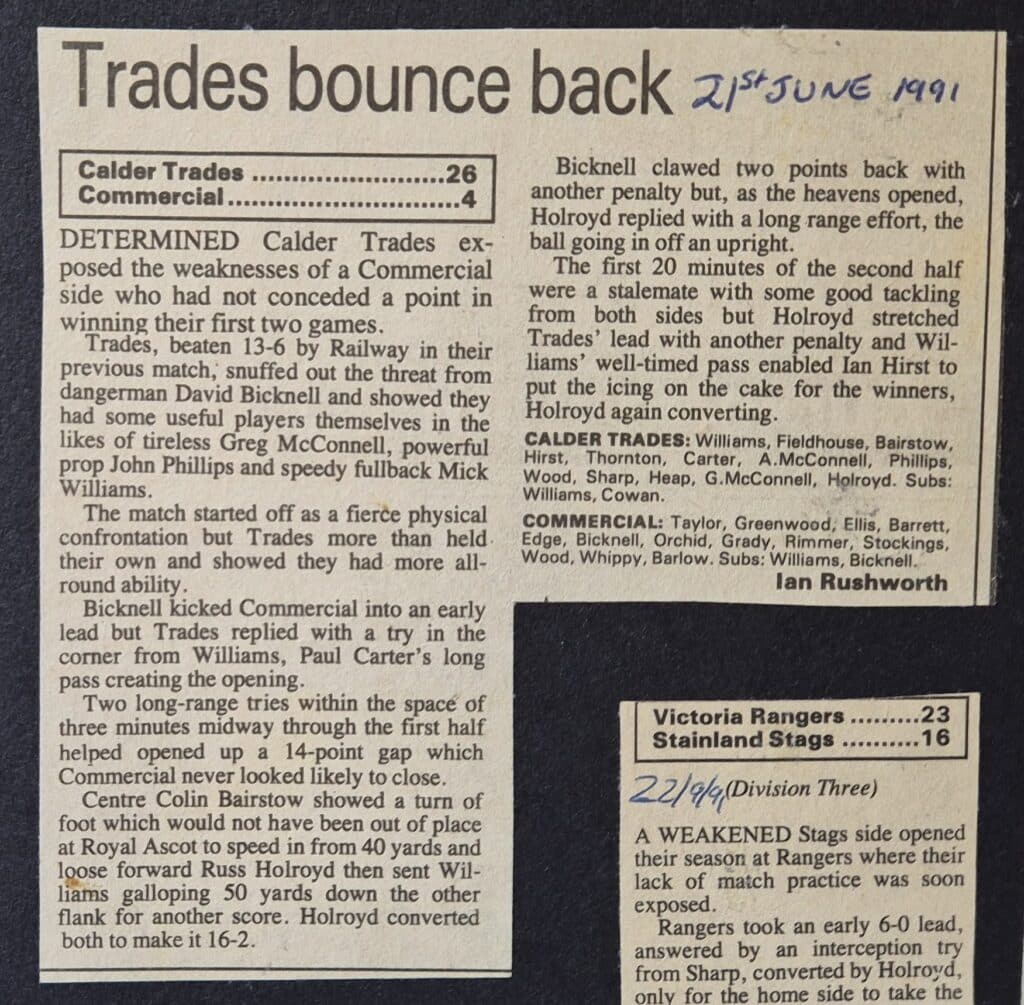 Trades bounce back 21st JUNE 1991
Calder Trades ........................26
Commercial.............................4
DETERMINED Calder Trades ex-
posed the weaknesses of a Commercial
side who had not conceded a point in
winning their first two games.
Trades, beaten 13-6 by Railway in their
previous match, snuffed out the threat from
dangerman David Bicknell and showed they
had some useful players themselves in the
likes of tireless Greg McConnell, powerful
prop John Phillips and speedy fullback Mick
Williams.
The match started off as a fierce physical
confrontation but Trades more than held
their own and showed they had more all-
round ability.
Bicknell kicked Commercial into an early
lead but Trades replied with a try in the
corner from Williams, Paul Carter's long
pass creating the opening.
Two long-range tries within the space of
three minutes midway through the first half
helped opened up a 14-point gap which
Commercial never looked likely to close.
Centre Colin Bairstow showed a turn of
foot which would not have been out of place
at Royal Ascot to speed in from 40 yards and
loose forward Russ Holroyd then sent Wil-
liams galloping 50 yards down the other
flank for another score. Holroyd converted
both to make it 16-2.
Bicknell clawed two points back with
another penalty but, as the heavens opened,
Holroyd replied with a long range effort, the
ball going in off an upright.
The first 20 minutes of the second half
were a stalemate with some good tackling
from both sides but Holroyd stretched
Trades' lead with another penalty and Wil-
liams' well-timed pass enabled Ian Hirst to
put the icing on the cake for the winners,
Holroyd again converting.
CALDER TRADES: Williams, Fieldhouse, Bairstow,
Hirst, Thornton, Carter, A.McConnell, Phillips,
Wood, Sharp, Heap, G.McConnell, Holroyd. Subs:
Williams, Cowan.
COMMERCIAL: Taylor, Greenwood, Ellis, Barrett,
Edge, Bicknell, Orchid, Grady, Rimmer, Stockings,
Wood, Whippy, Barlow. Subs: Williams, Bicknell.
Ian Rushworth
Victoria Rangers .........23
Stainland Stags ..........16
22/9/91 (Division Three)
A WEAKENED Stags side opened
their season at Rangers where their
lack of match practice was soon
exposed.
Rangers took an early 6-0 lead,
answered by an interception try
from Sharp, converted by Holroyd,
only for the home side to take the